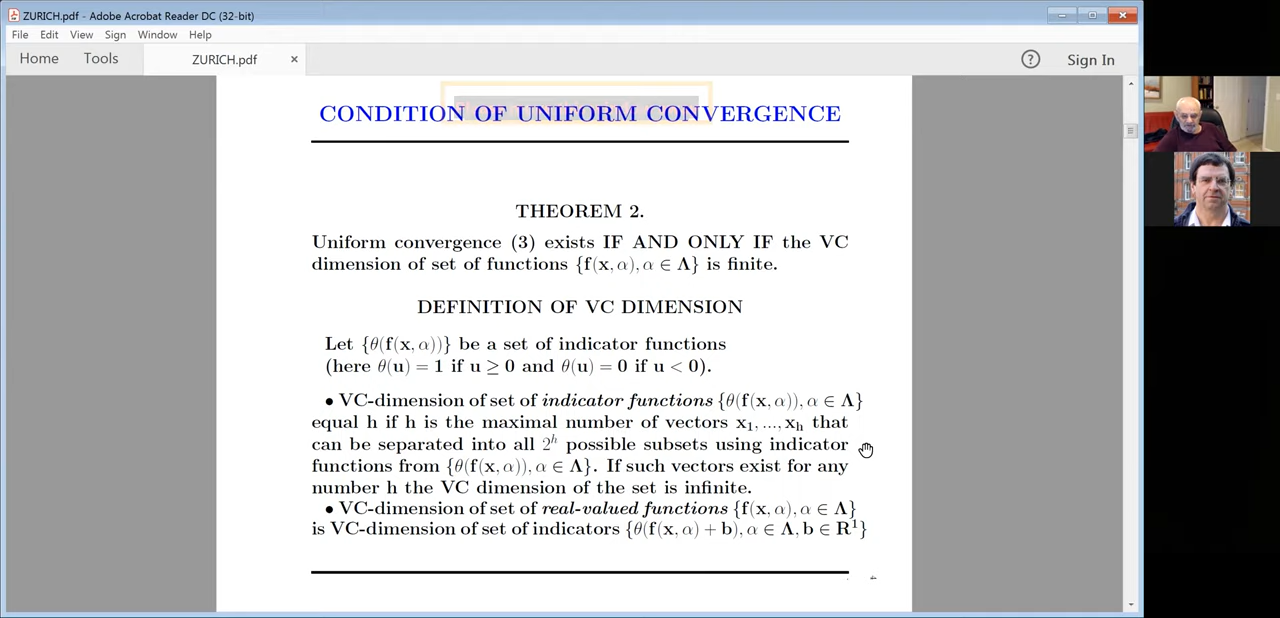 ZURICH.pdf - Adobe Acrobat Reader DC (32-bit)
File Edit View Sign Window Help
Home Tools ZURICH.pdf × ? Sign In
CONDITION OF UNIFORM CONVERGENCE
THEOREM 2.
Uniform convergence (3) exists IF AND ONLY IF the VC
dimension of set of functions {f(x, α), α ∈ Λ} is finite.
DEFINITION OF VC DIMENSION
Let {θ(f(x, α))} be a set of indicator functions
(here θ(u) = 1 if u ≥ 0 and θ(u) = 0 if u < 0).
• VC-dimension of set of indicator functions {θ(f(x, α)), α ∈ Λ}
equal h if h is the maximal number of vectors x₁, ..., xₕ that
can be separated into all 2ʰ possible subsets using indicator
functions from {θ(f(x, α)), α ∈ Λ}. If such vectors exist for any
number h the VC dimension of the set is infinite.
• VC-dimension of set of real-valued functions {f(x, α), α ∈ Λ}
is VC-dimension of set of indicators {θ(f(x, α) + b), α ∈ Λ, b ∈ R¹}